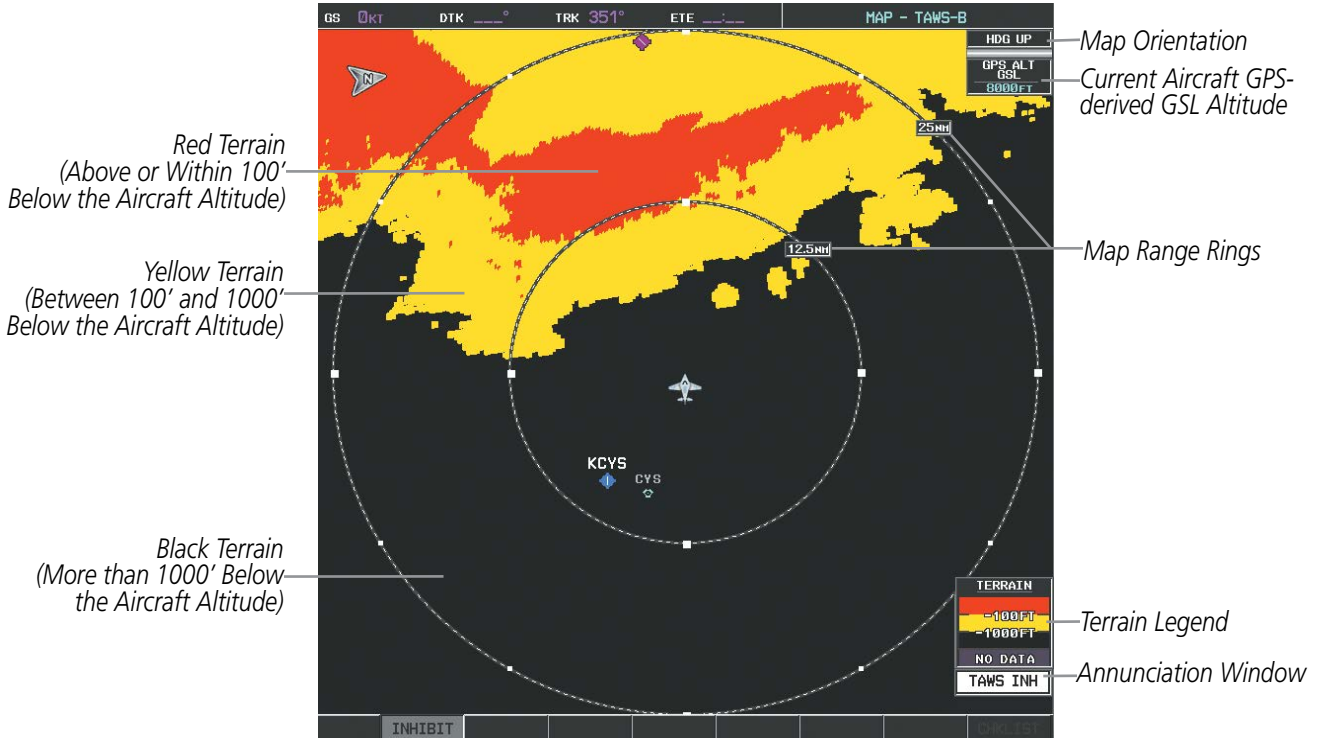 GS 0KT DTK ___° TRK 351° ETE __:__ MAP - TAWS-B
HDG UP
GPS ALT
GSL
8000FT
Map Orientation
Current Aircraft GPS-
derived GSL Altitude
N
25NM
Red Terrain
(Above or Within 100'
Below the Aircraft Altitude)
12.5NM
Map Range Rings
Yellow Terrain
(Between 100' and 1000'
Below the Aircraft Altitude)
KCYS
CYS
Black Terrain
(More than 1000' Below
the Aircraft Altitude)
TERRAIN
-100FT
-1000FT
NO DATA
TAWS INH
Terrain Legend
Annunciation Window
INHIBIT
CHKLIST